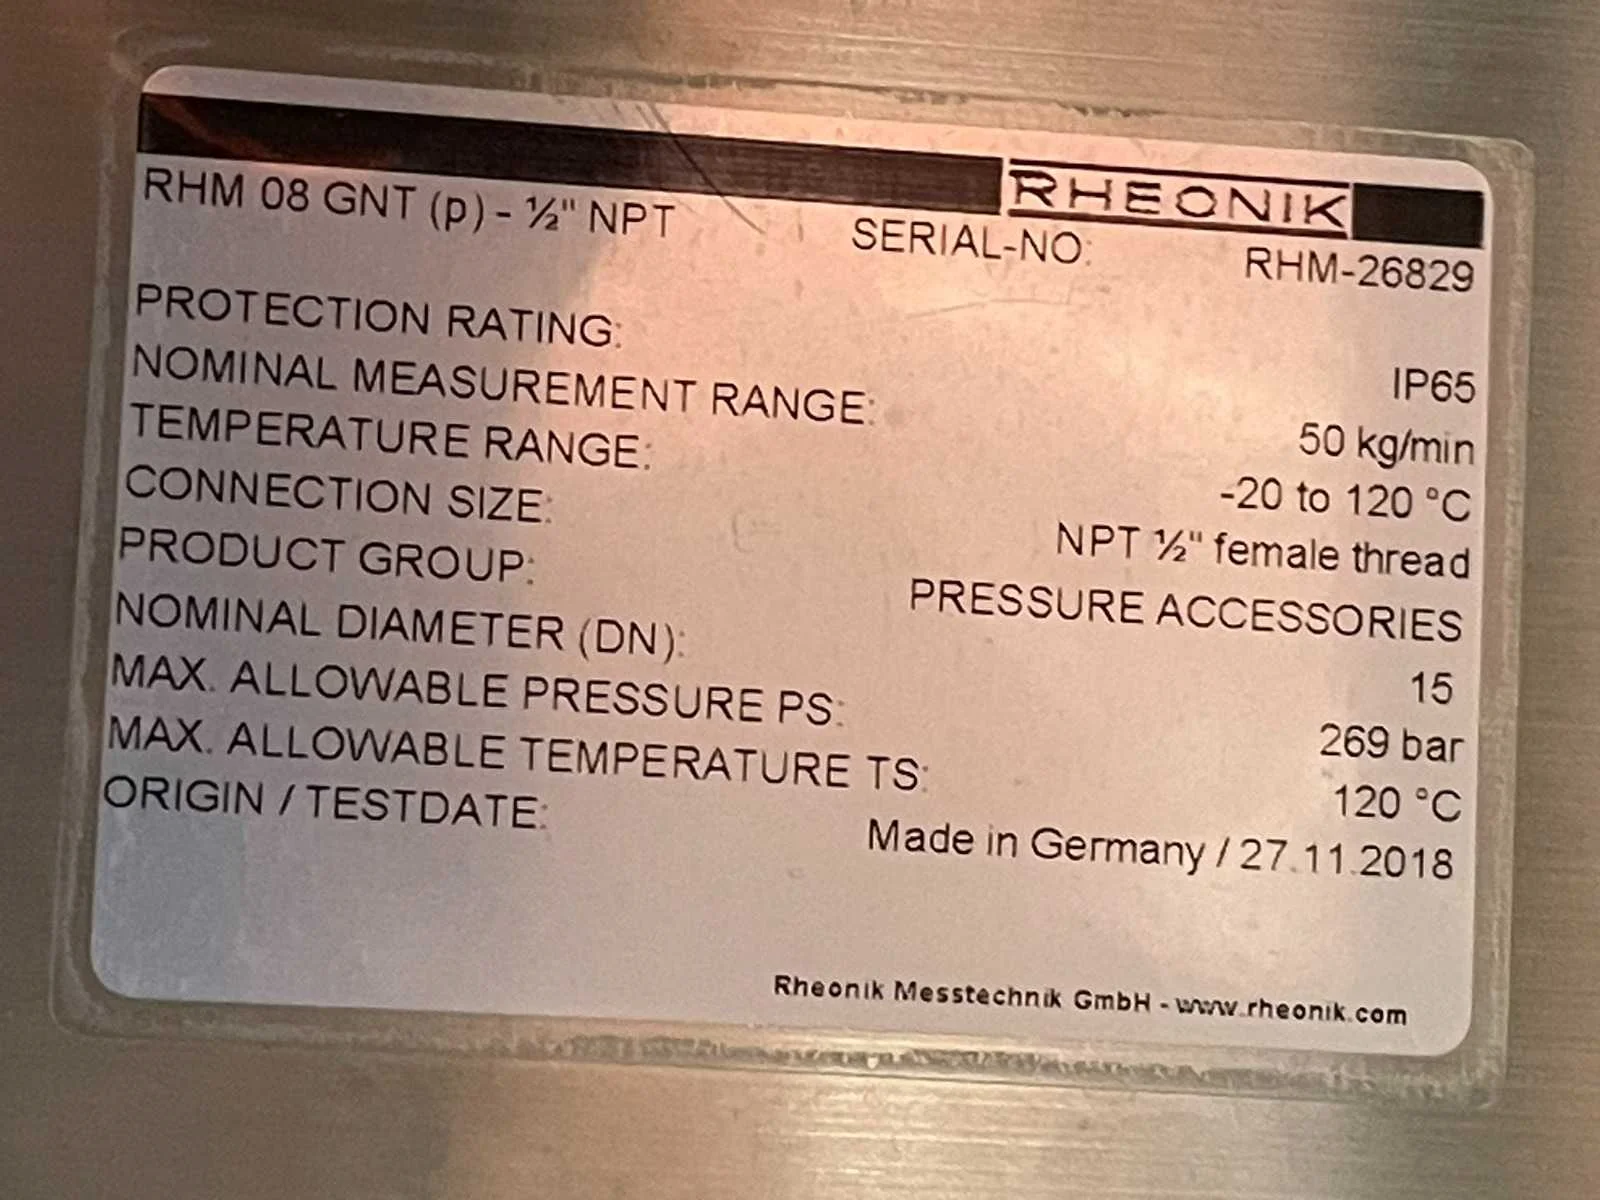 RHEONIK
RHM 08 GNT (p) - ½" NPT SERIAL-NO: RHM-26829
PROTECTION RATING: IP65
NOMINAL MEASUREMENT RANGE: 50 kg/min
TEMPERATURE RANGE: -20 to 120 °C
CONNECTION SIZE: NPT ½" female thread
PRODUCT GROUP: PRESSURE ACCESSORIES
NOMINAL DIAMETER (DN): 15
MAX. ALLOWABLE PRESSURE PS: 269 bar
MAX. ALLOWABLE TEMPERATURE TS: 120 °C
ORIGIN / TESTDATE: Made in Germany / 27.11.2018
Rheonik Messtechnik GmbH - www.rheonik.com